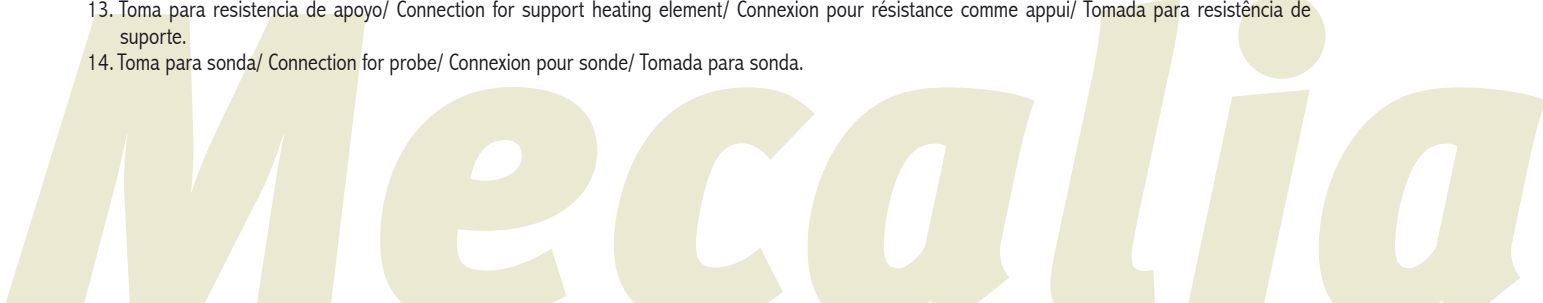 13. Toma para resistencia de apoyo/ Connection for support heating element/ Connexion pour résistance comme appui/ Tomada para resistência de
suporte.
14. Toma para sonda/ Connection for probe/ Connexion pour sonde/ Tomada para sonda.
Mecalia